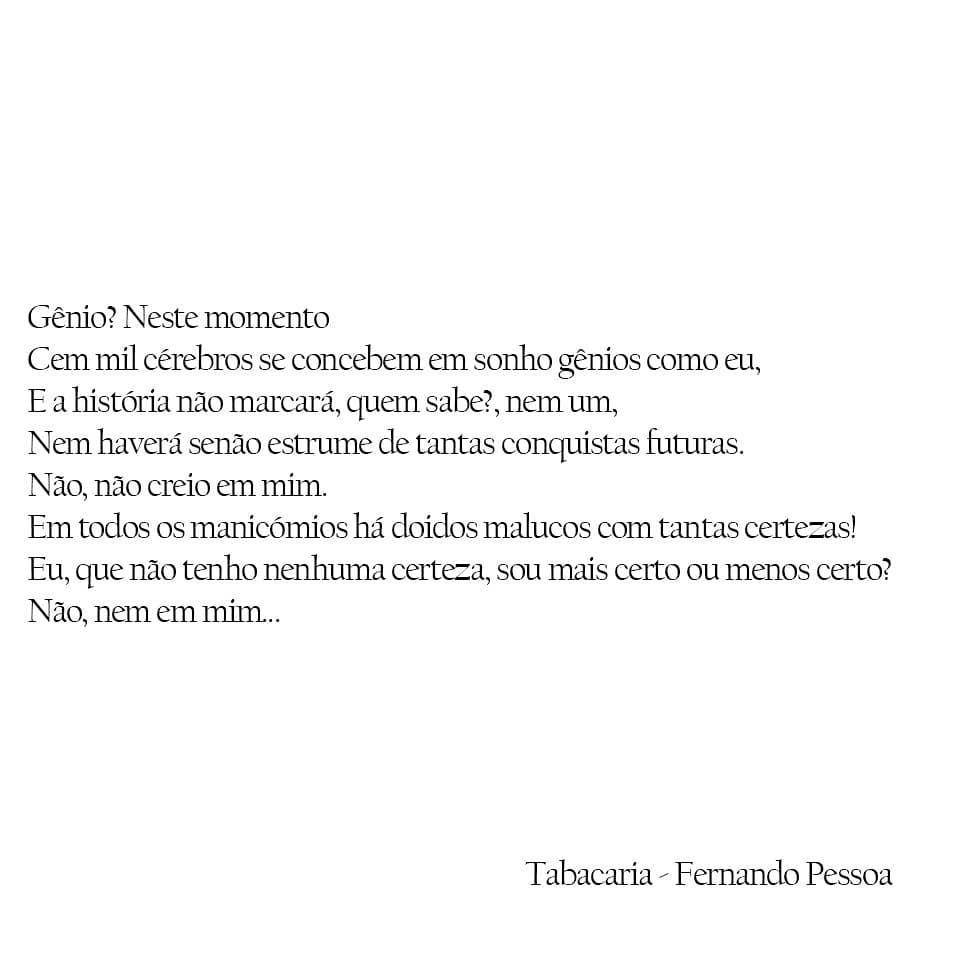 Gênio? Neste momento
Cem mil cérebros se concebem em sonho gênios como eu,
E a história não marcará, quem sabe?, nem um,
Nem haverá senão estrume de tantas conquistas futuras.
Não, não creio em mim.
Em todos os manicómios há doidos malucos com tantas certezas!
Eu, que não tenho nenhuma certeza, sou mais certo ou menos certo?
Não, nem em mim...
Tabacaria - Fernando Pessoa